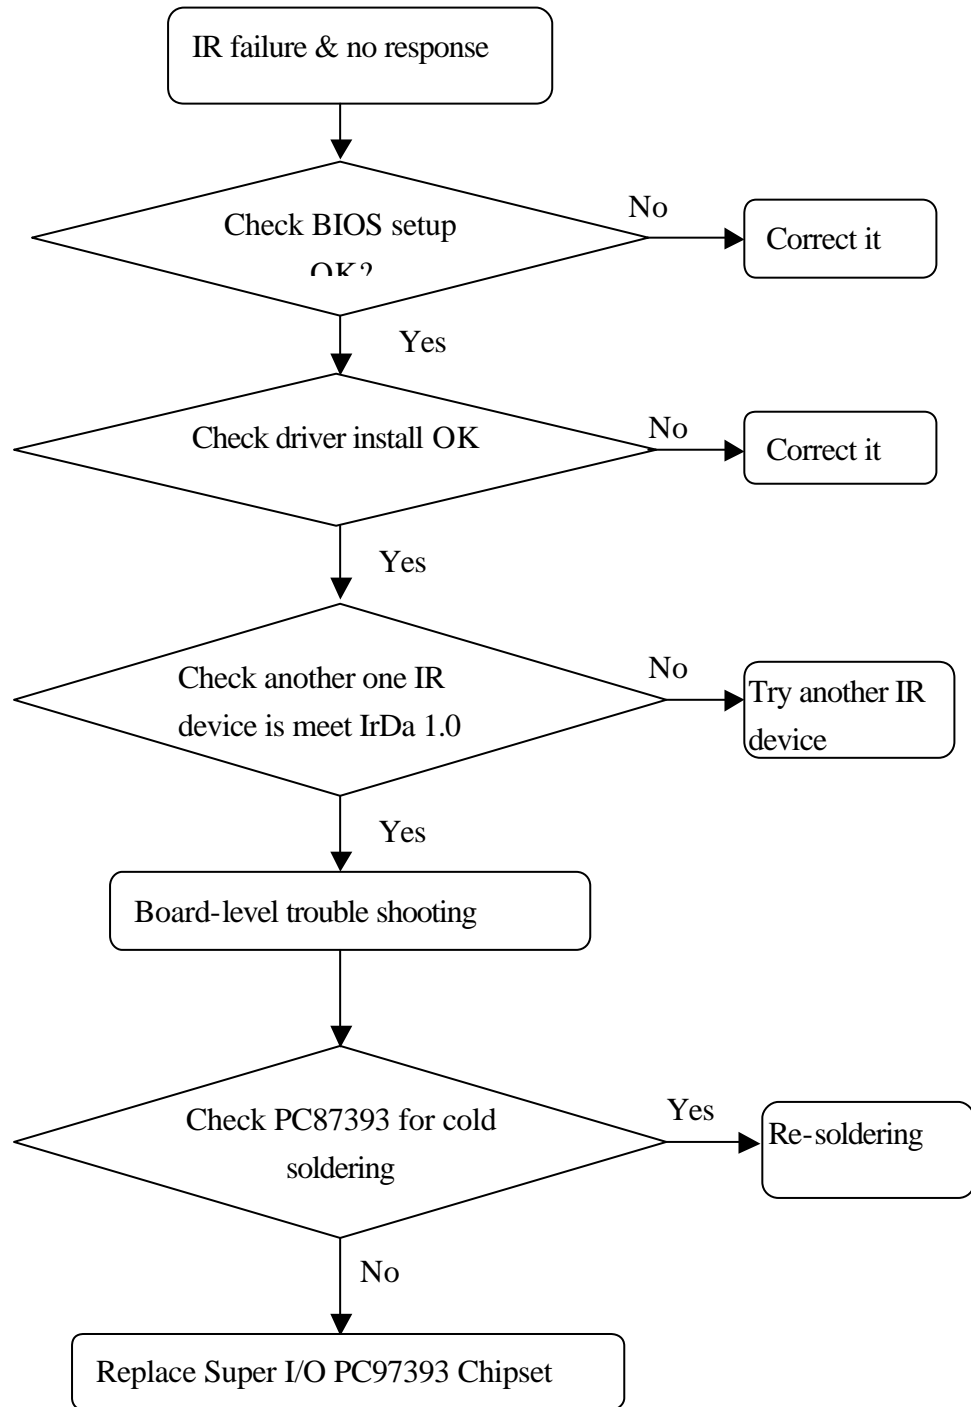 IR failure & no response
Check BIOS setup
OK?
No
Correct it
Yes
Check driver install OK
No
Correct it
Yes
Check another one IR
device is meet IrDa 1.0
No
Try another IR
device
Yes
Board-level trouble shooting
Check PC87393 for cold
soldering
Yes
Re-soldering
No
Replace Super I/O PC97393 Chipset